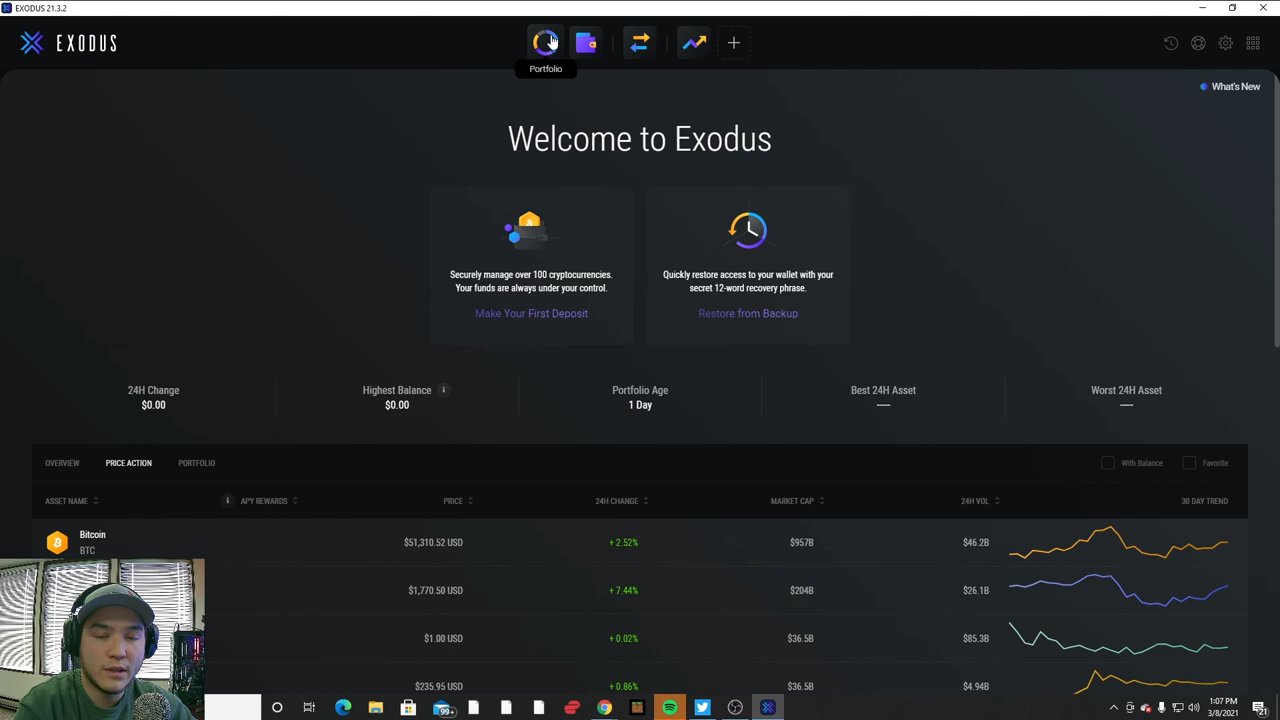 EXODUS 21.3.2
EXODUS
Portfolio
What's New
Welcome to Exodus
Securely manage over 100 cryptocurrencies.
Your funds are always under your control.
Make Your First Deposit
Quickly restore access to your wallet with your
secret 12-word recovery phrase.
Restore from Backup
24H Change
$0.00
Highest Balance i
$0.00
Portfolio Age
1 Day
Best 24H Asset
—
Worst 24H Asset
—
OVERVIEW PRICE ACTION PORTFOLIO With Balance Favorite
ASSET NAME i APY REWARDS PRICE 24H CHANGE MARKET CAP 24H VOL 30 DAY TREND
Bitcoin
BTC
$51,310.52 USD + 2.52% $957B $46.2B
$1,770.50 USD + 7.44% $204B $26.1B
$1.00 USD + 0.02% $36.5B $85.3B
$235.95 USD + 0.86% $36.5B $4.94B
99+
1:07 PM
3/8/2021
21